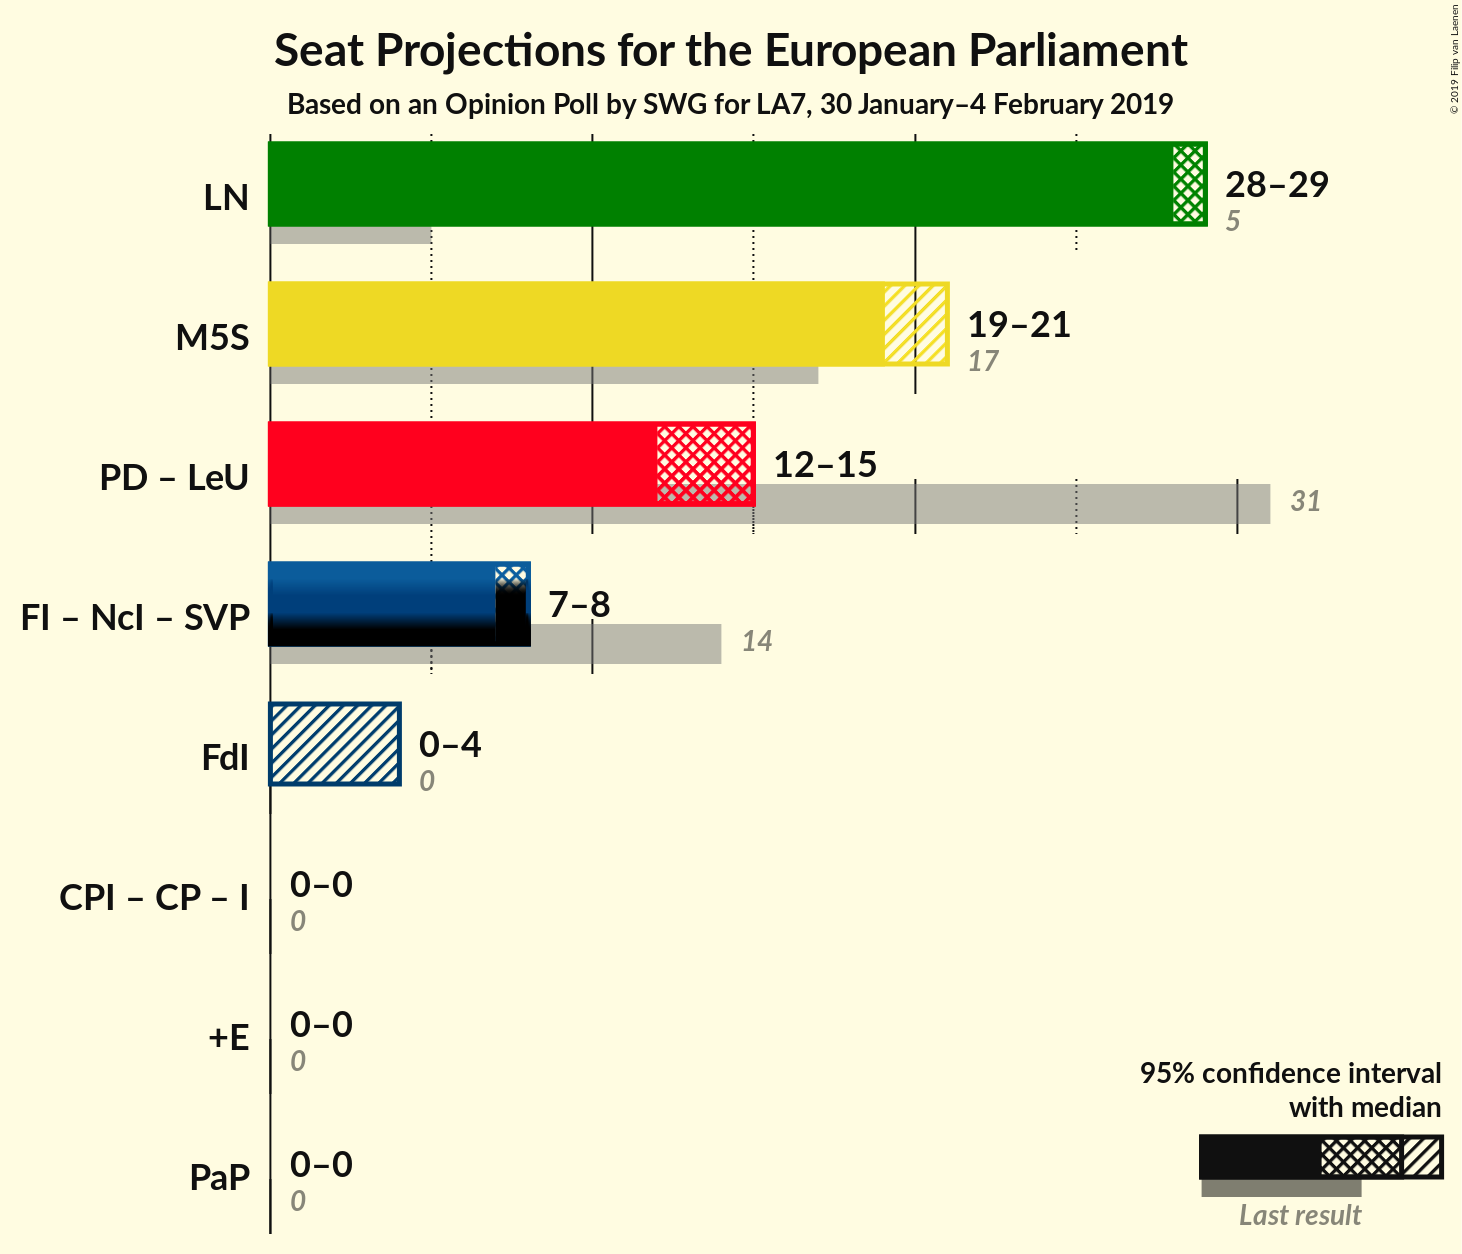 Seat Projections for the European Parliament
Based on an Opinion Poll by SWG for LA7, 30 January–4 February 2019
© 2019 Filip van Laenen
LN
28–29
5
M5S
19–21
17
PD – LeU
12–15
31
FI – NcI – SVP
7–8
14
FdI
0–4
0
CPI – CP – I
0–0
0
+E
0–0
0
PaP
0–0
0
95% confidence interval
with median
Last result